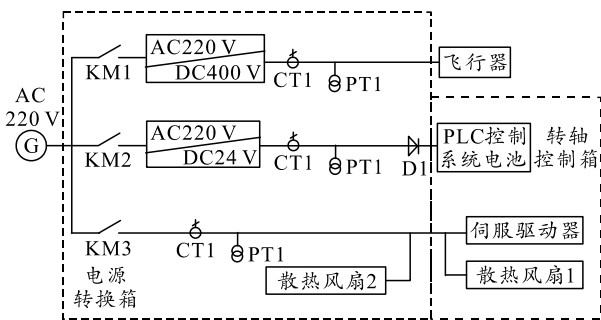 AC
220 V
G
KM1
AC220 V
DC400 V
CT1
PT1
飞行器
KM2
AC220 V
DC24 V
CT1
PT1
D1
PLC控制
系统电池
转轴
控制箱
KM3
CT1
PT1
伺服驱动器
散热风扇2
散热风扇1
电源
转换箱